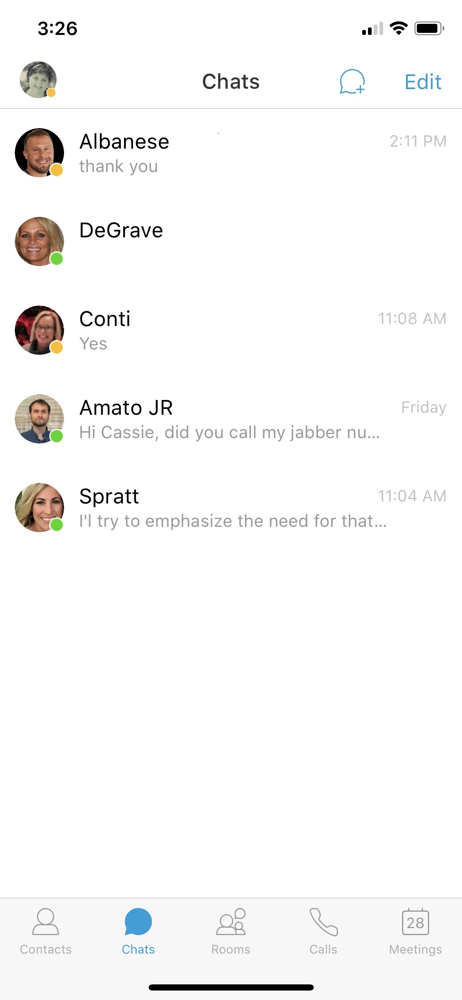 3:26
Chats
Edit
Albanese
2:11 PM
thank you
DeGrave
Conti
11:08 AM
Yes
Amato JR
Friday
Hi Cassie, did you call my jabber nu...
Spratt
11:04 AM
I'l try to emphasize the need for that...
28
Contacts
Chats
Rooms
Calls
Meetings